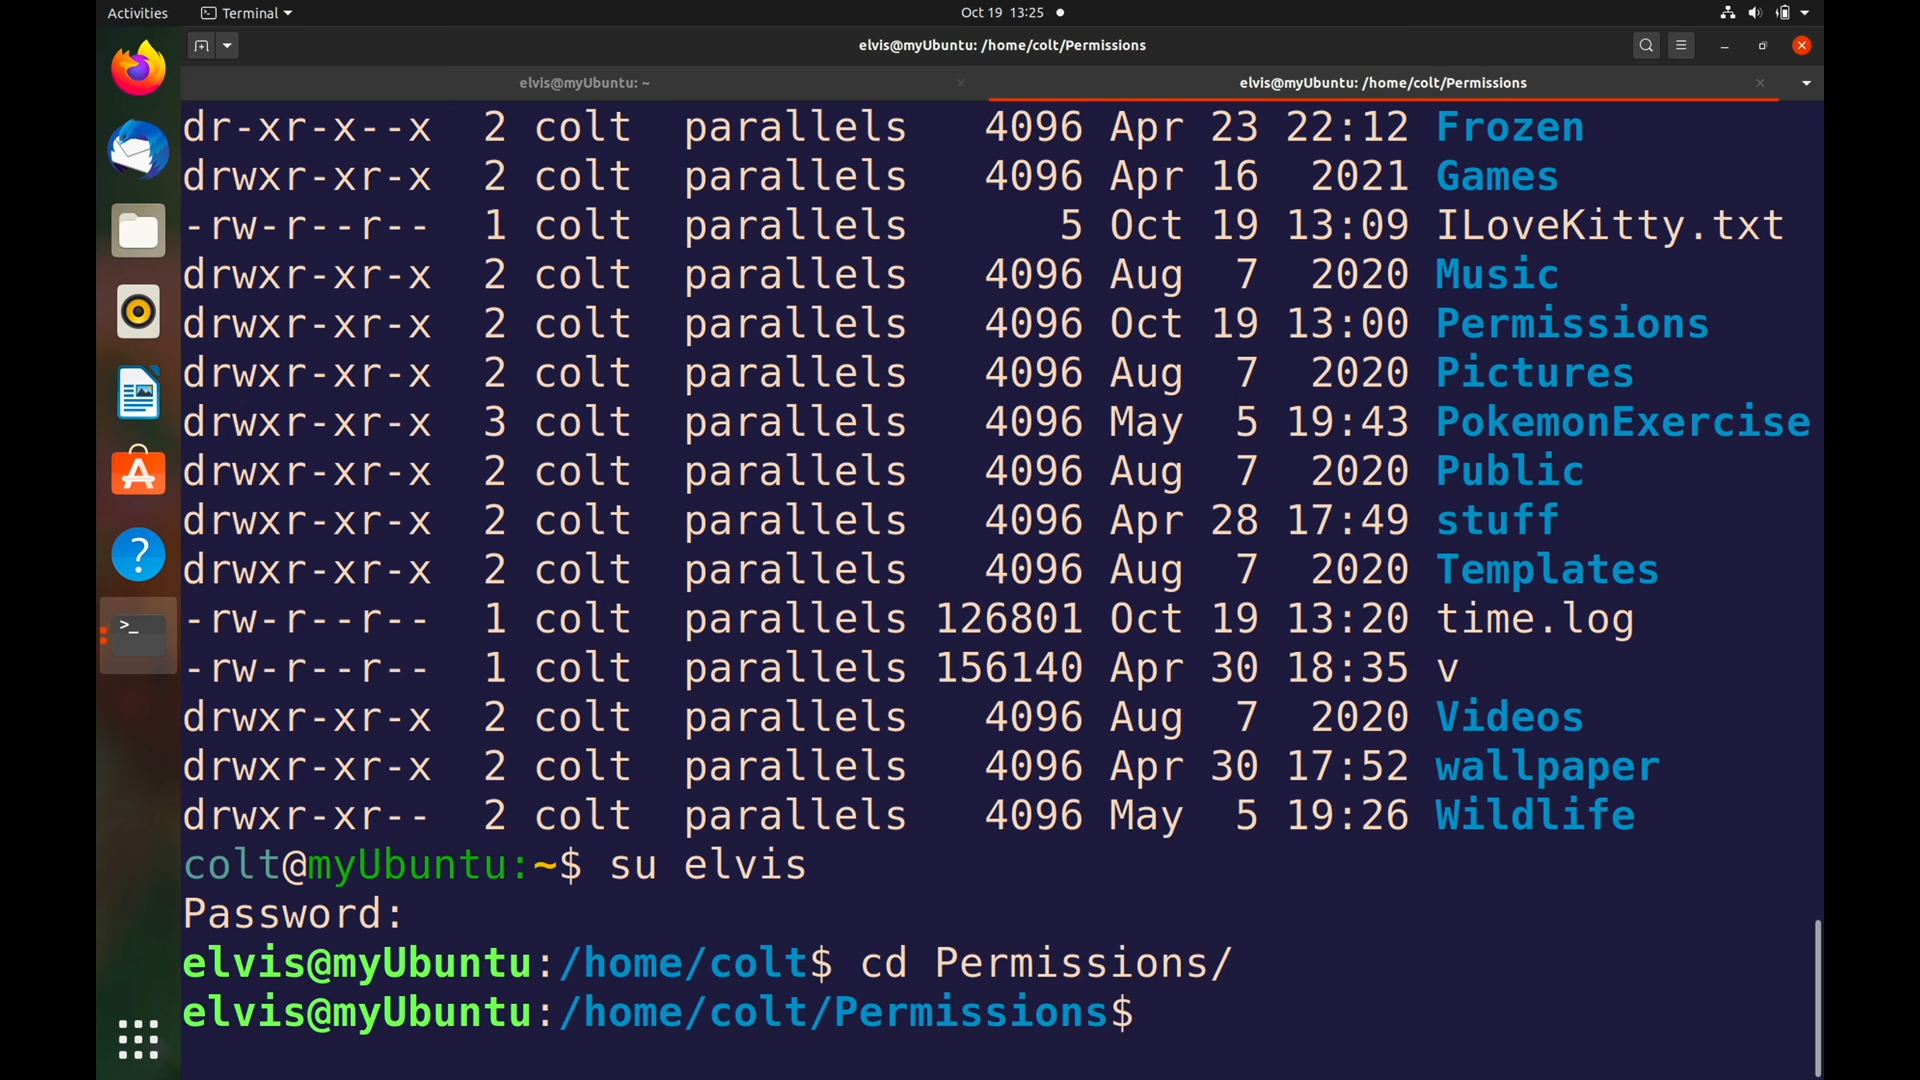 Activities Terminal Oct 19 13:25
elvis@myUbuntu: /home/colt/Permissions
elvis@myUbuntu: ~ elvis@myUbuntu: /home/colt/Permissions
dr-xr-x--x 2 colt parallels 4096 Apr 23 22:12 Frozen
drwxr-xr-x 2 colt parallels 4096 Apr 16 2021 Games
-rw-r--r-- 1 colt parallels 5 Oct 19 13:09 ILoveKitty.txt
drwxr-xr-x 2 colt parallels 4096 Aug 7 2020 Music
drwxr-xr-x 2 colt parallels 4096 Oct 19 13:00 Permissions
drwxr-xr-x 2 colt parallels 4096 Aug 7 2020 Pictures
drwxr-xr-x 3 colt parallels 4096 May 5 19:43 PokemonExercise
drwxr-xr-x 2 colt parallels 4096 Aug 7 2020 Public
drwxr-xr-x 2 colt parallels 4096 Apr 28 17:49 stuff
drwxr-xr-x 2 colt parallels 4096 Aug 7 2020 Templates
-rw-r--r-- 1 colt parallels 126801 Oct 19 13:20 time.log
-rw-r--r-- 1 colt parallels 156140 Apr 30 18:35 v
drwxr-xr-x 2 colt parallels 4096 Aug 7 2020 Videos
drwxr-xr-x 2 colt parallels 4096 Apr 30 17:52 wallpaper
drwxr-xr-- 2 colt parallels 4096 May 5 19:26 Wildlife
colt@myUbuntu:~$ su elvis
Password:
elvis@myUbuntu:/home/colt$ cd Permissions/
elvis@myUbuntu:/home/colt/Permissions$